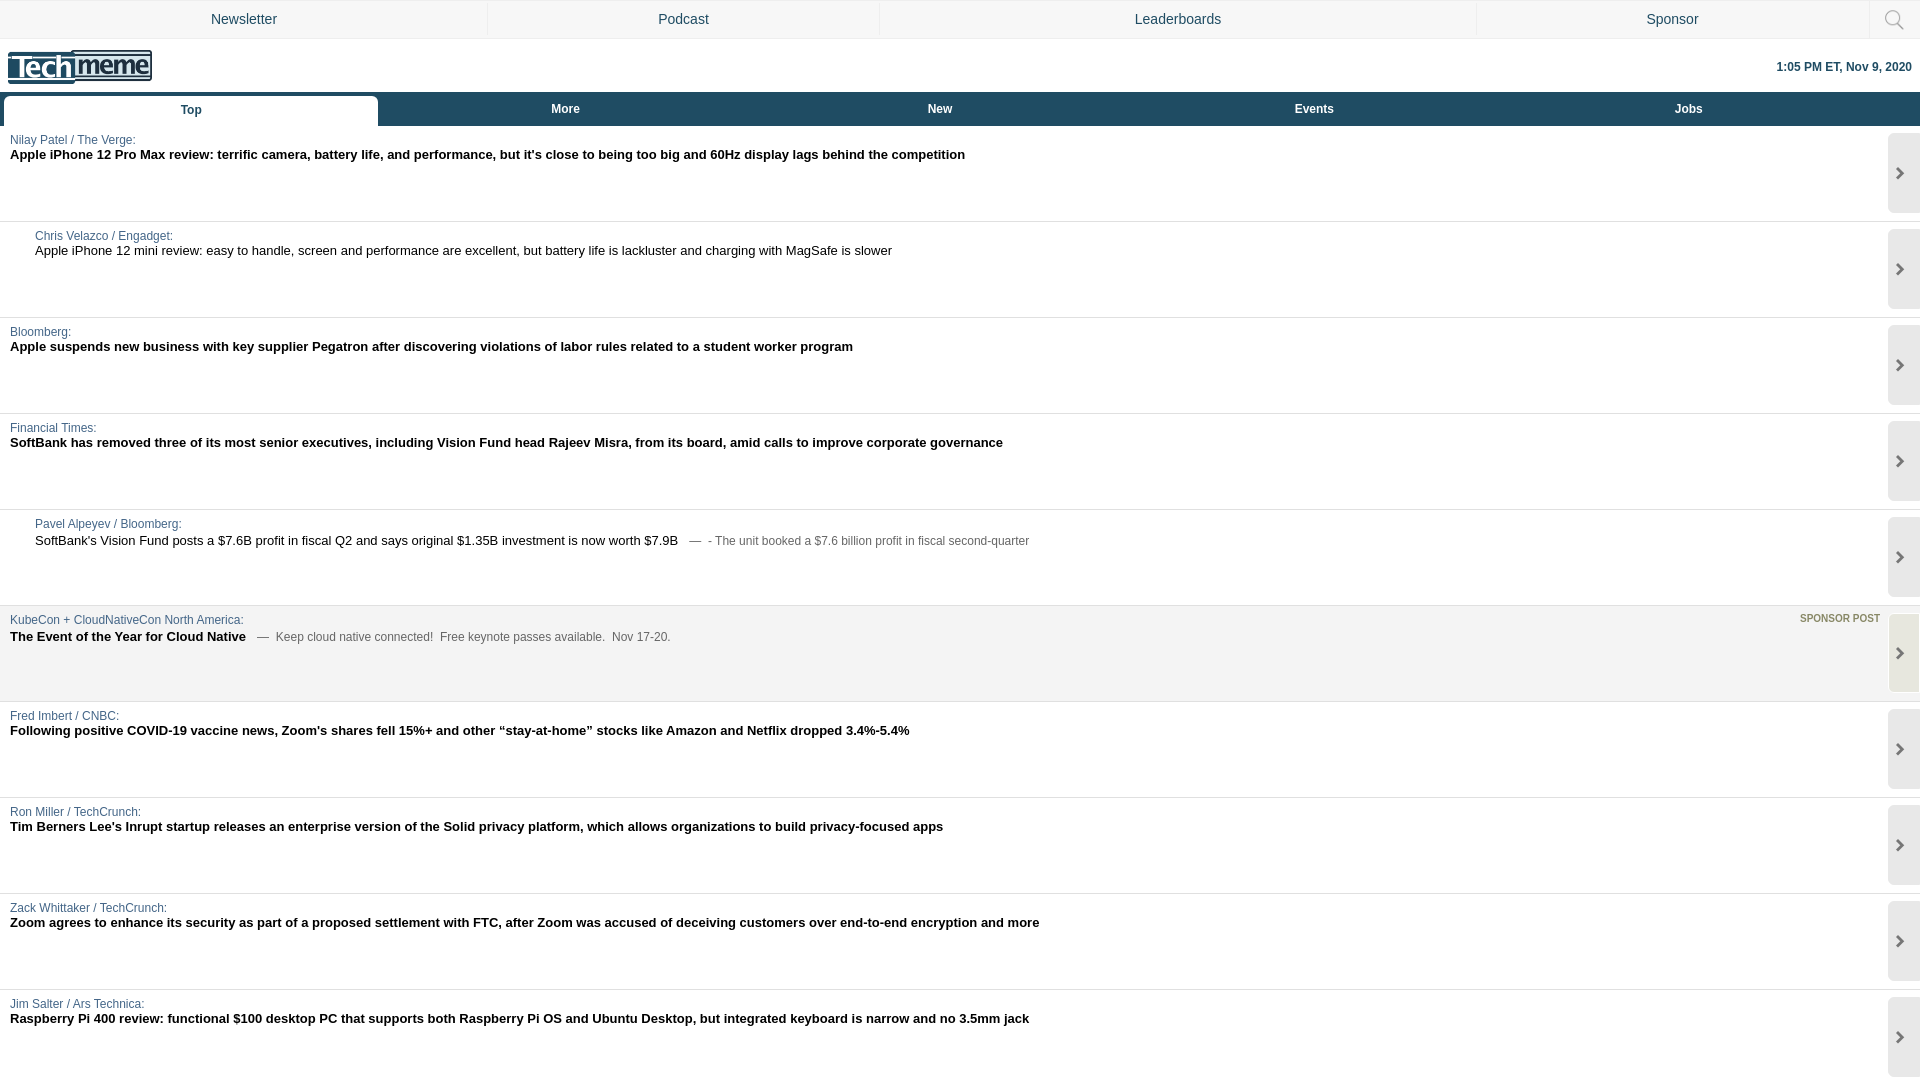 Newsletter
Podcast
Leaderboards
Sponsor
Techmeme
1:05 PM ET, Nov 9, 2020
Top
More
New
Events
Jobs
Nilay Patel / The Verge:
Apple iPhone 12 Pro Max review: terrific camera, battery life, and performance, but it's close to being too big and 60Hz display lags behind the competition
Chris Velazco / Engadget:
Apple iPhone 12 mini review: easy to handle, screen and performance are excellent, but battery life is lackluster and charging with MagSafe is slower
Bloomberg:
Apple suspends new business with key supplier Pegatron after discovering violations of labor rules related to a student worker program
Financial Times:
SoftBank has removed three of its most senior executives, including Vision Fund head Rajeev Misra, from its board, amid calls to improve corporate governance
Pavel Alpeyev / Bloomberg:
SoftBank's Vision Fund posts a $7.6B profit in fiscal Q2 and says original $1.35B investment is now worth $7.9B — - The unit booked a $7.6 billion profit in fiscal second-quarter
KubeCon + CloudNativeCon North America:
SPONSOR POST
The Event of the Year for Cloud Native — Keep cloud native connected! Free keynote passes available. Nov 17-20.
Fred Imbert / CNBC:
Following positive COVID-19 vaccine news, Zoom's shares fell 15%+ and other “stay-at-home” stocks like Amazon and Netflix dropped 3.4%-5.4%
Ron Miller / TechCrunch:
Tim Berners Lee's Inrupt startup releases an enterprise version of the Solid privacy platform, which allows organizations to build privacy-focused apps
Zack Whittaker / TechCrunch:
Zoom agrees to enhance its security as part of a proposed settlement with FTC, after Zoom was accused of deceiving customers over end-to-end encryption and more
Jim Salter / Ars Technica:
Raspberry Pi 400 review: functional $100 desktop PC that supports both Raspberry Pi OS and Ubuntu Desktop, but integrated keyboard is narrow and no 3.5mm jack